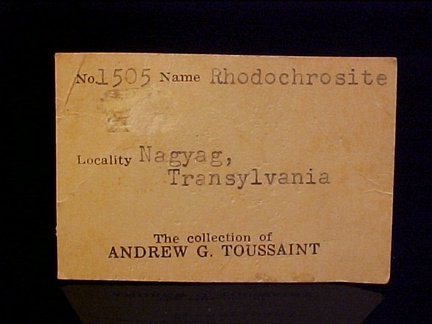 No. 1505 Name Rhodochrosite
Locality Nagyag,
Transylvania
The collection of
ANDREW G. TOUSSAINT